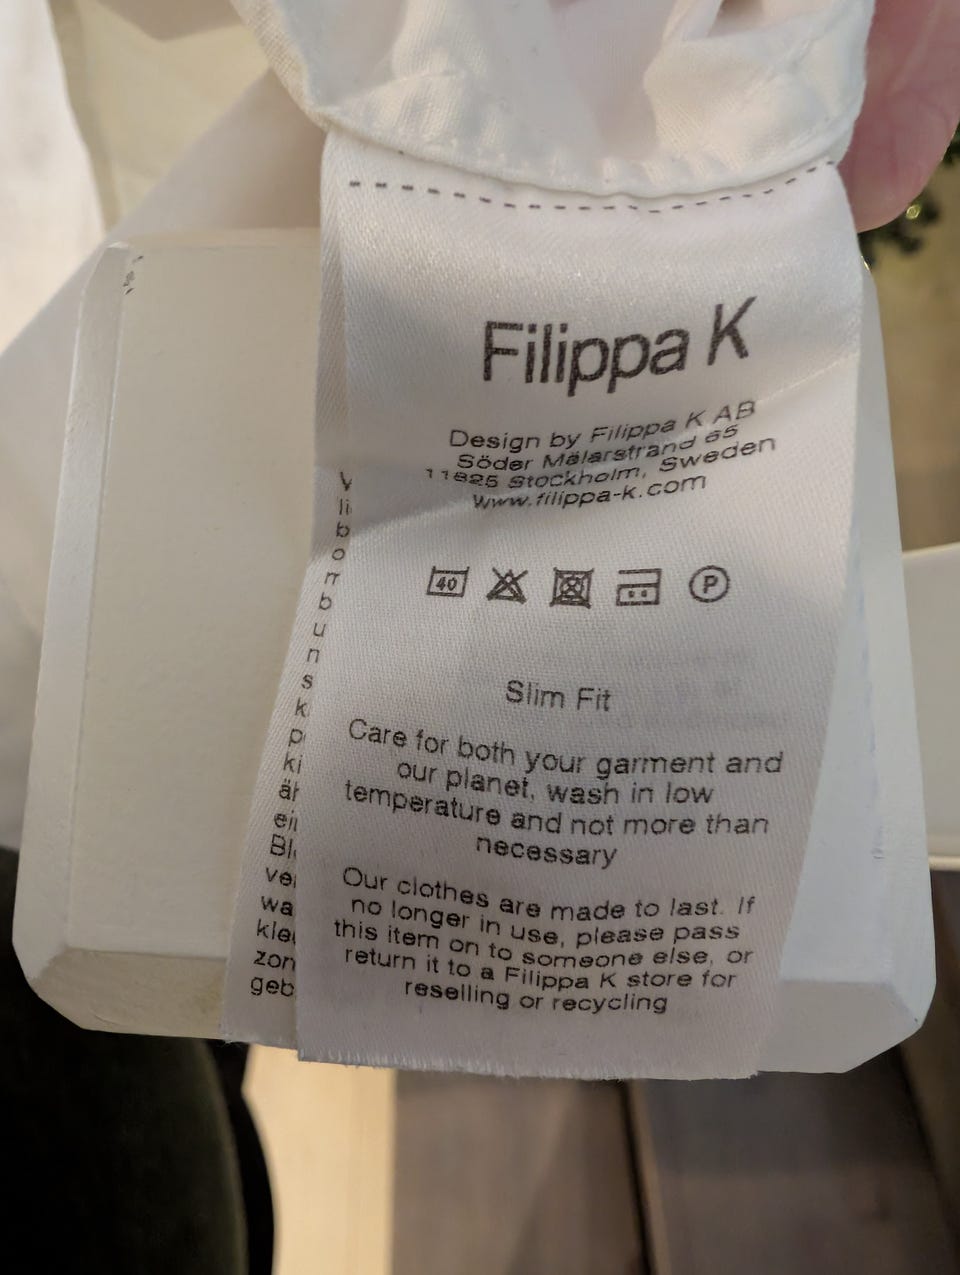 Filippa K
Design by Filippa K AB
Söder Mälarstrand 65
11825 Stockholm, Sweden
www.filippa-k.com
40
P
Slim Fit
Care for both your garment and
our planet, wash in low
temperature and not more than
necessary
Our clothes are made to last. If
no longer in use, please pass
this item on to someone else, or
return it to a Filippa K store for
reselling or recycling